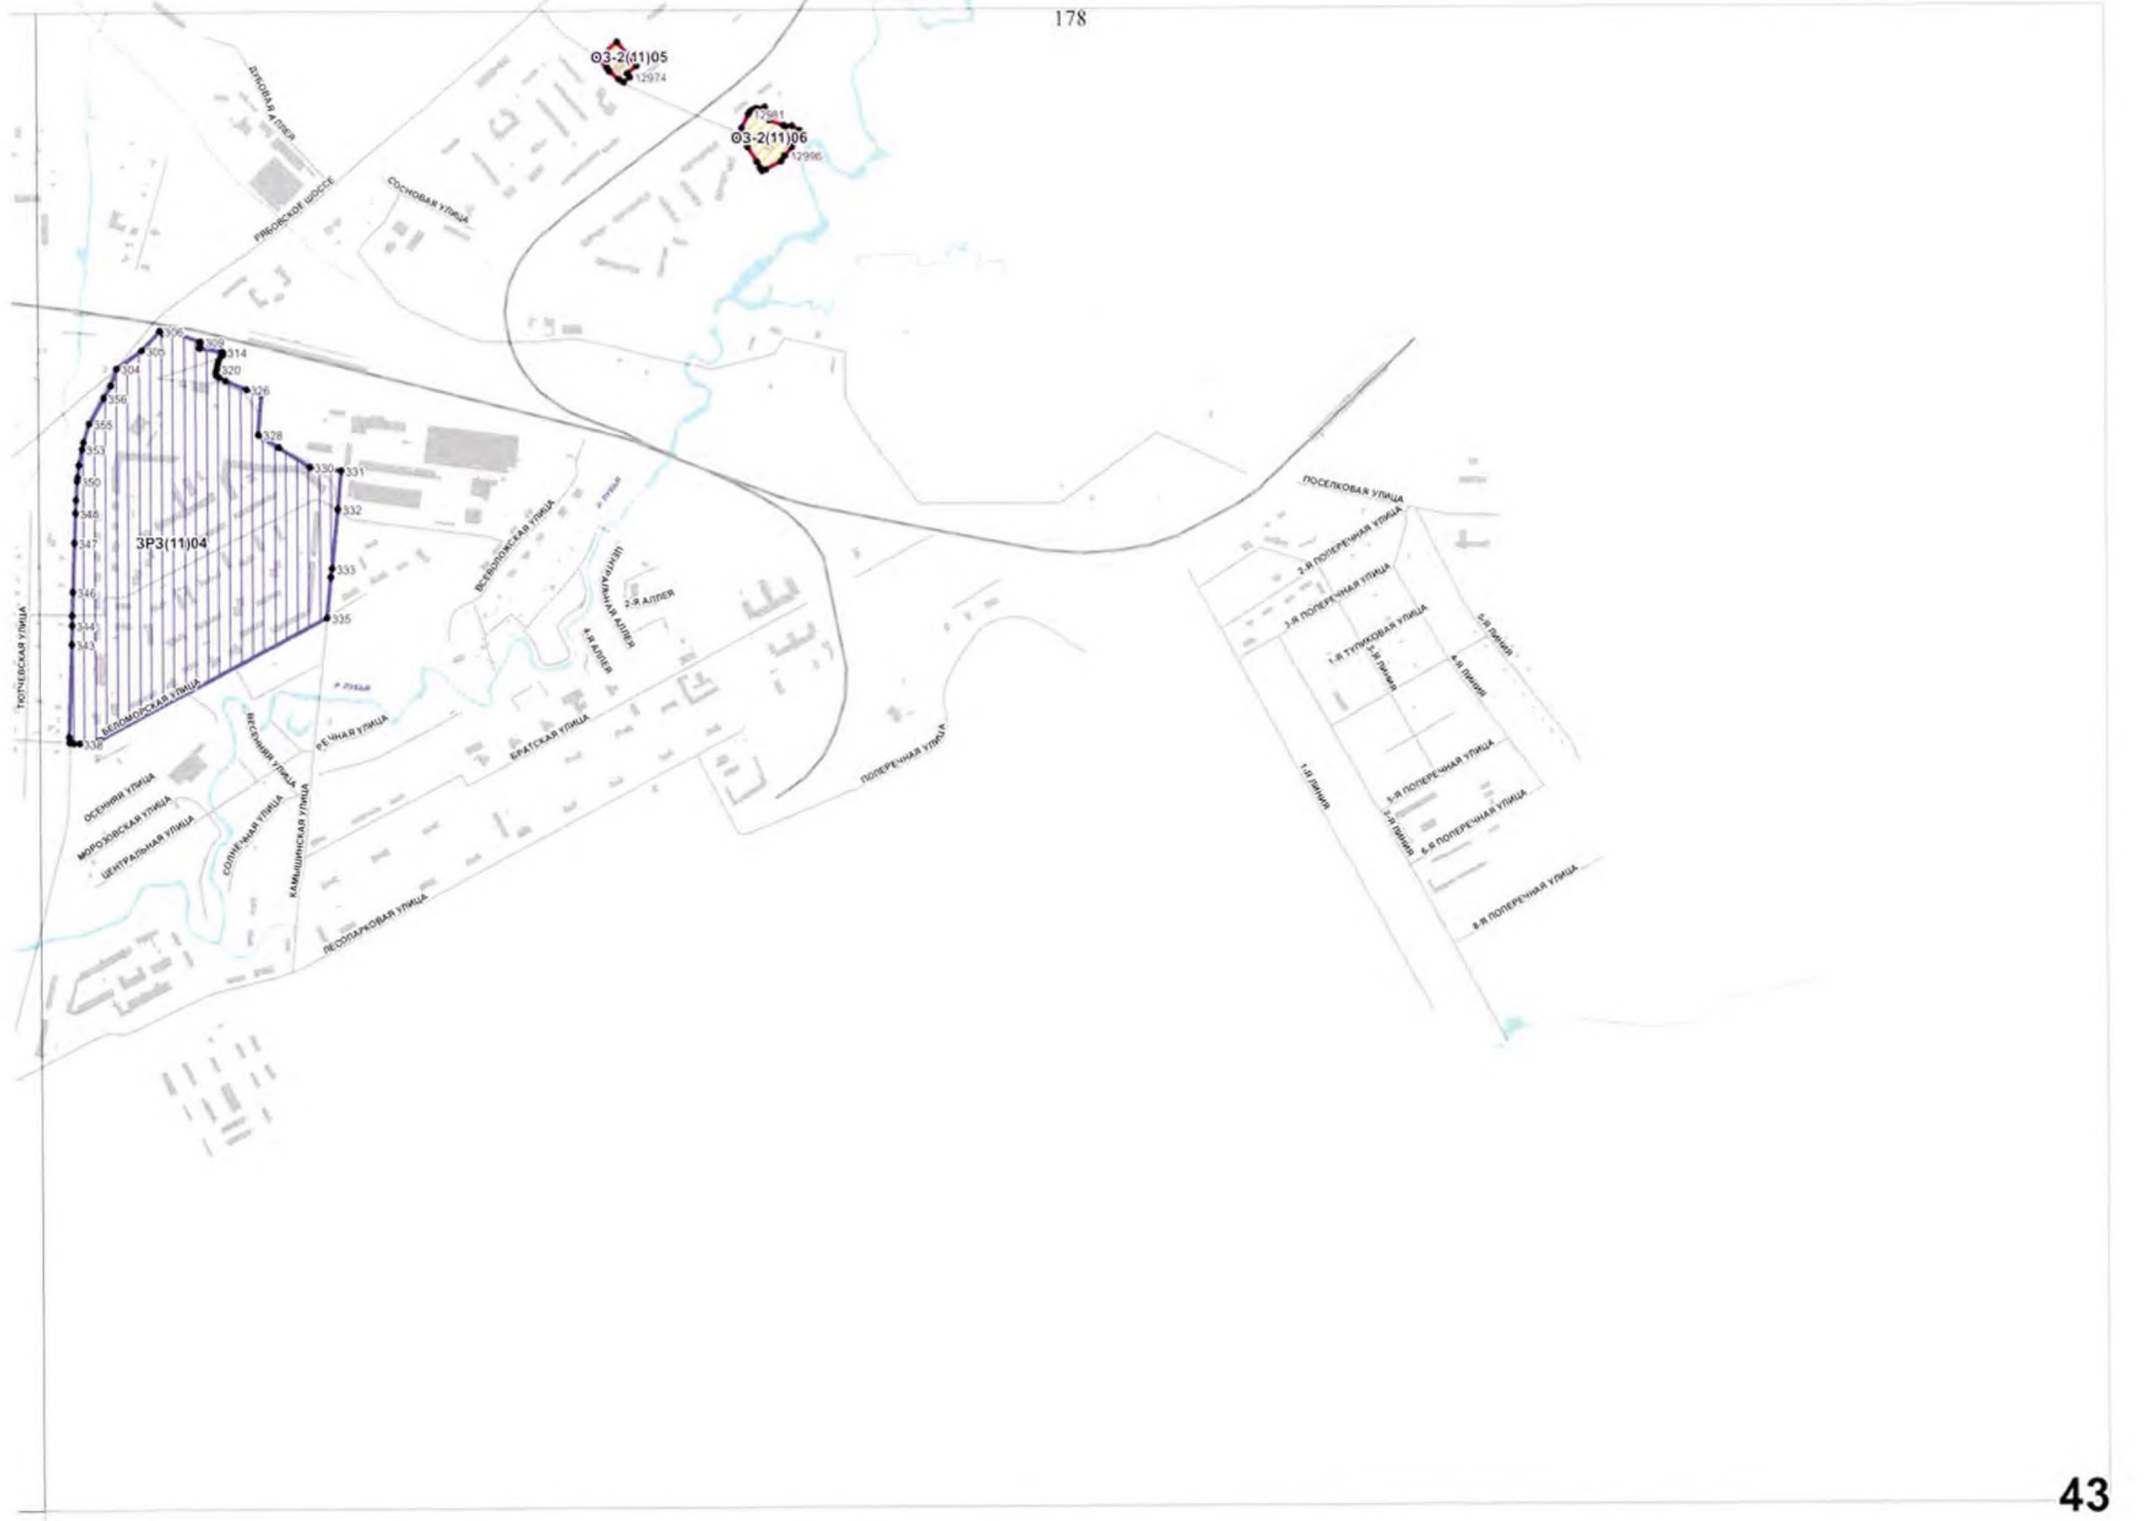 178
ОЗ-2(11)05
12974
12981
ОЗ-2(11)06
12996
ДУБОВАЯ АЛЛЕЯ
РЯБОВСКОЕ ШОССЕ
СОСНОВАЯ УЛИЦА
306
309
305
314
304
320
326
356
355
328
353
330
331
350
348
332
ЗРЗ(11)04
347
333
346
335
344
343
338
ТЮТЧЕВСКАЯ УЛИЦА
БЕЛОМОРСКАЯ УЛИЦА
ВСЕВОЛОЖСКАЯ УЛИЦА
р. ЛУБЬЯ
ЦЕНТРАЛЬНАЯ АЛЛЕЯ
2-Я АЛЛЕЯ
4-Я АЛЛЕЯ
р. ЛУБЬЯ
ВЕСЕННЯЯ УЛИЦА
РЕЧНАЯ УЛИЦА
БРАТСКАЯ УЛИЦА
ПОПЕРЕЧНАЯ УЛИЦА
ОСЕННЯЯ УЛИЦА
МОРОЗОВСКАЯ УЛИЦА
ЦЕНТРАЛЬНАЯ УЛИЦА
СОЛНЕЧНАЯ УЛИЦА
КАМЫШИНСКАЯ УЛИЦА
ЛЕСОПАРКОВАЯ УЛИЦА
ПОСЕЛКОВАЯ УЛИЦА
2-Я ПОПЕРЕЧНАЯ УЛИЦА
3-Я ПОПЕРЕЧНАЯ УЛИЦА
1-Я ТУПИКОВАЯ УЛИЦА
3-Я ЛИНИЯ
4-Я ЛИНИЯ
5-Я ЛИНИЯ
1-Я ЛИНИЯ
5-Я ПОПЕРЕЧНАЯ УЛИЦА
2-Я ЛИНИЯ
6-Я ПОПЕРЕЧНАЯ УЛИЦА
8-Я ПОПЕРЕЧНАЯ УЛИЦА
43